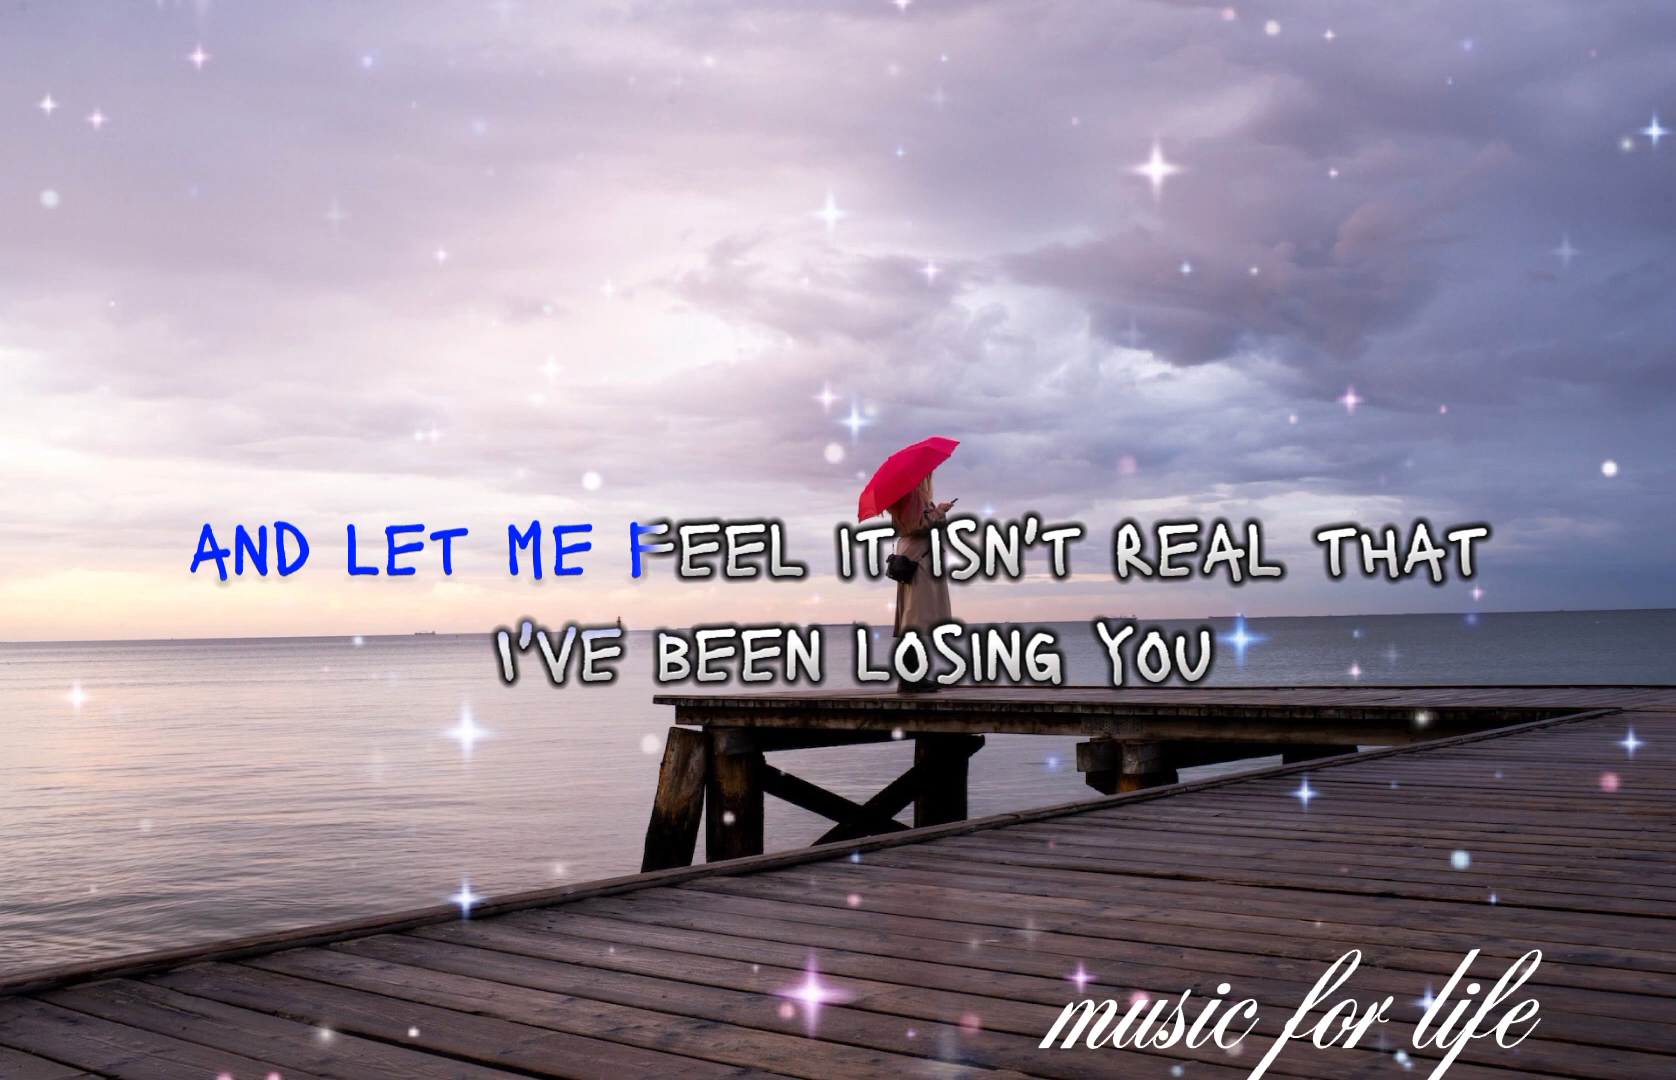 AND LET ME FEEL IT ISN'T REAL THAT
I'VE BEEN LOSING YOU
music for life